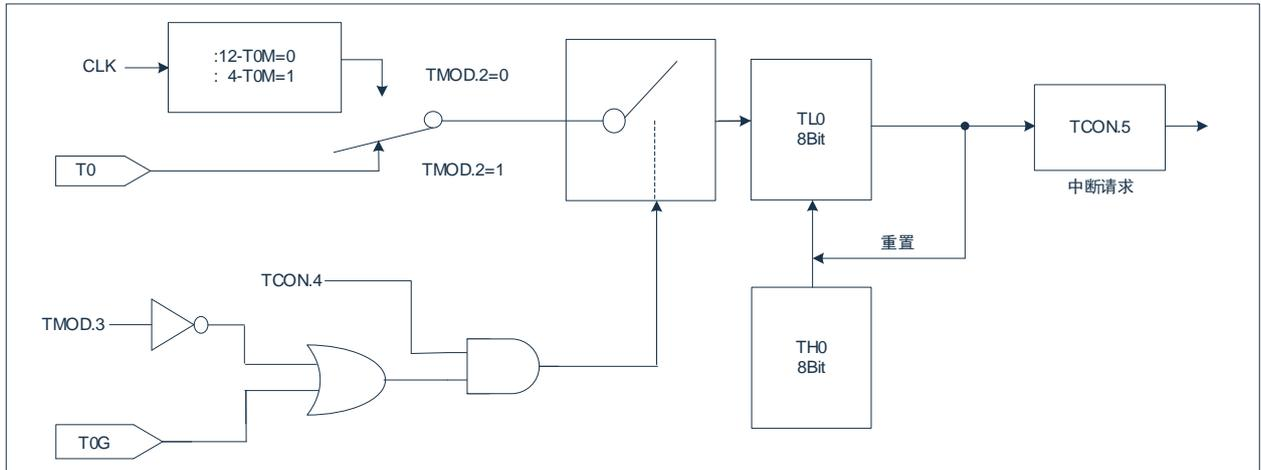 :12-T0M=0
: 4-T0M=1
CLK
TMOD.2=0
T0
TMOD.2=1
TL0
8Bit
TCON.5
中断请求
重置
TCON.4
TMOD.3
TH0
8Bit
T0G